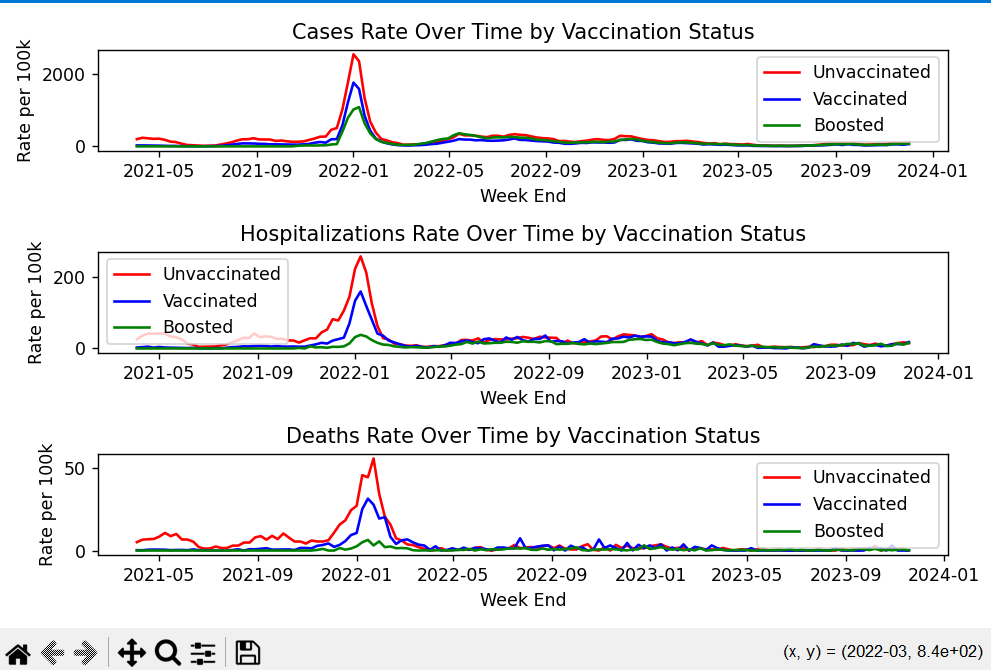 Cases Rate Over Time by Vaccination Status
Rate per 100k
2000
0
Unvaccinated
Vaccinated
Boosted
2021-05 2021-09 2022-01 2022-05 2022-09 2023-01 2023-05 2023-09 2024-01
Week End
Hospitalizations Rate Over Time by Vaccination Status
Rate per 100k
200
0
Unvaccinated
Vaccinated
Boosted
2021-05 2021-09 2022-01 2022-05 2022-09 2023-01 2023-05 2023-09 2024-01
Week End
Deaths Rate Over Time by Vaccination Status
Rate per 100k
50
0
Unvaccinated
Vaccinated
Boosted
2021-05 2021-09 2022-01 2022-05 2022-09 2023-01 2023-05 2023-09 2024-01
Week End
(x, y) = (2022-03, 8.4e+02)